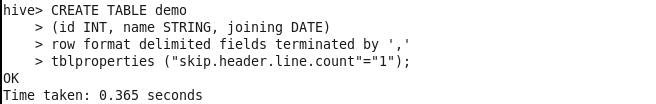 hive> CREATE TABLE demo
    > (id INT, name STRING, joining DATE)
    > row format delimited fields terminated by ','
    > tblproperties ("skip.header.line.count"="1");
OK
Time taken: 0.365 seconds